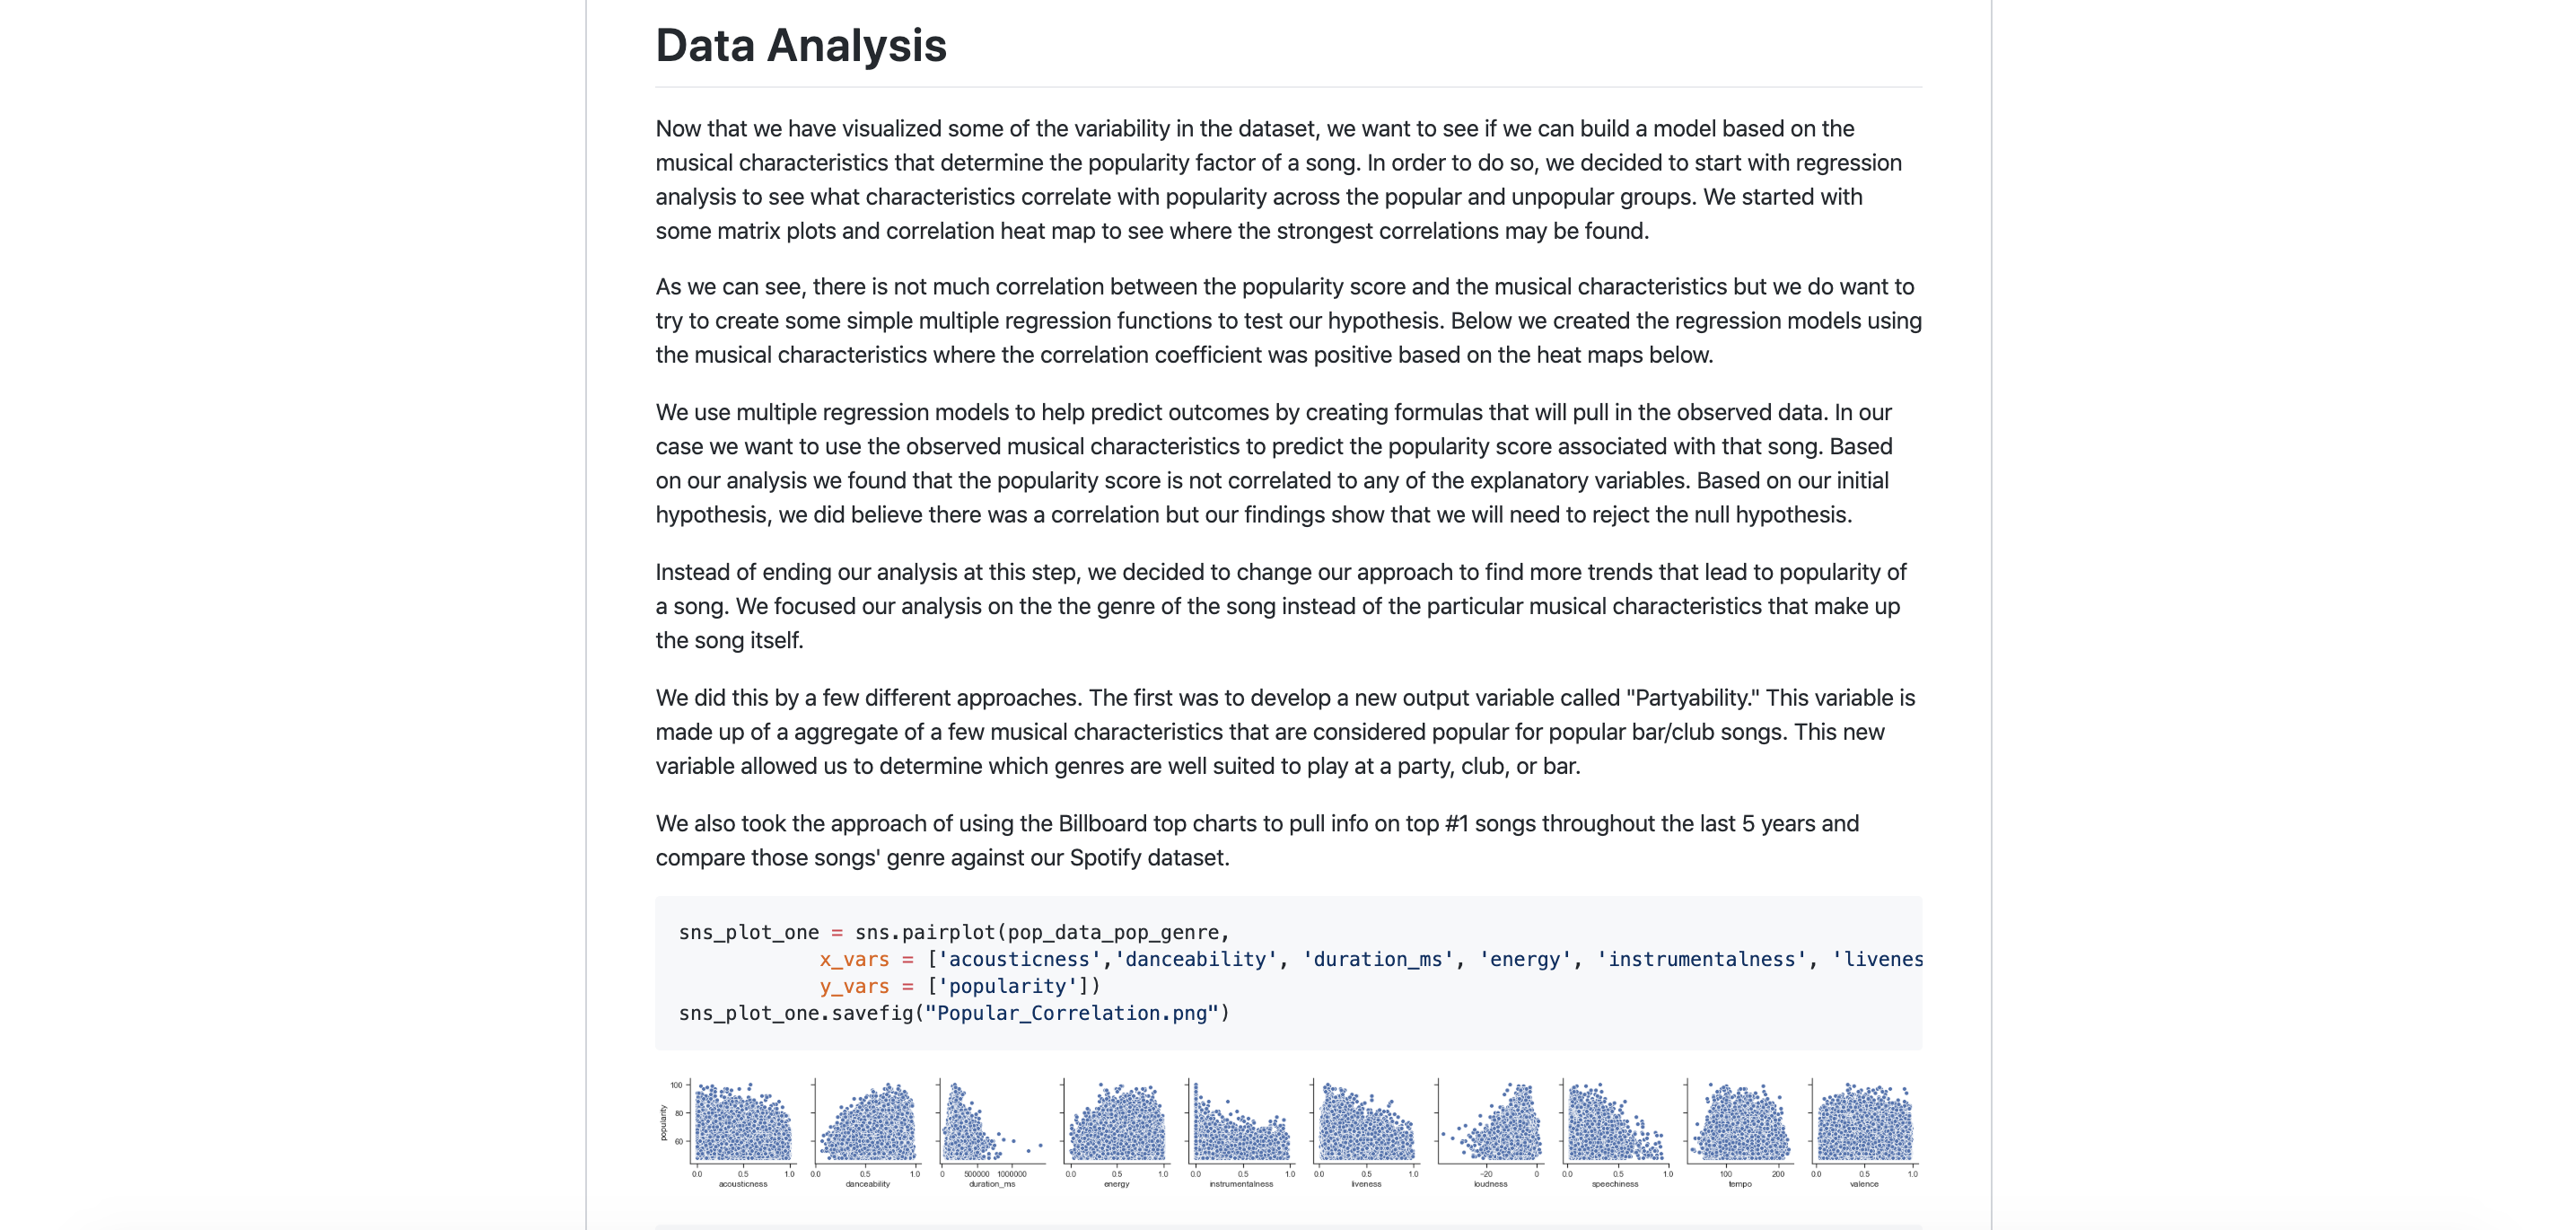 Data Analysis
Now that we have visualized some of the variability in the dataset, we want to see if we can build a model based on the
musical characteristics that determine the popularity factor of a song. In order to do so, we decided to start with regression
analysis to see what characteristics correlate with popularity across the popular and unpopular groups. We started with
some matrix plots and correlation heat map to see where the strongest correlations may be found.
As we can see, there is not much correlation between the popularity score and the musical characteristics but we do want to
try to create some simple multiple regression functions to test our hypothesis. Below we created the regression models using
the musical characteristics where the correlation coefficient was positive based on the heat maps below.
We use multiple regression models to help predict outcomes by creating formulas that will pull in the observed data. In our
case we want to use the observed musical characteristics to predict the popularity score associated with that song. Based
on our analysis we found that the popularity score is not correlated to any of the explanatory variables. Based on our initial
hypothesis, we did believe there was a correlation but our findings show that we will need to reject the null hypothesis.
Instead of ending our analysis at this step, we decided to change our approach to find more trends that lead to popularity of
a song. We focused our analysis on the the genre of the song instead of the particular musical characteristics that make up
the song itself.
We did this by a few different approaches. The first was to develop a new output variable called "Partyability." This variable is
made up of a aggregate of a few musical characteristics that are considered popular for popular bar/club songs. This new
variable allowed us to determine which genres are well suited to play at a party, club, or bar.
We also took the approach of using the Billboard top charts to pull info on top #1 songs throughout the last 5 years and
compare those songs' genre against our Spotify dataset.
sns_plot_one = sns.pairplot(pop_data_pop_genre,
x_vars = ['acousticness','danceability', 'duration_ms', 'energy', 'instrumentalness', 'livenes
y_vars = ['popularity'])
sns_plot_one.savefig("Popular_Correlation.png")
popularity
100
80
60
0.0 0.5 1.0 0.0 0.5 1.0 0 500000 1000000 0.0 0.5 1.0 0.0 0.5 1.0 0.0 0.5 1.0 -20 0 0.0 0.5 1.0 100 200 0.0 0.5 1.0
acousticness danceability duration_ms energy instrumentalness liveness loudness speechiness tempo valence